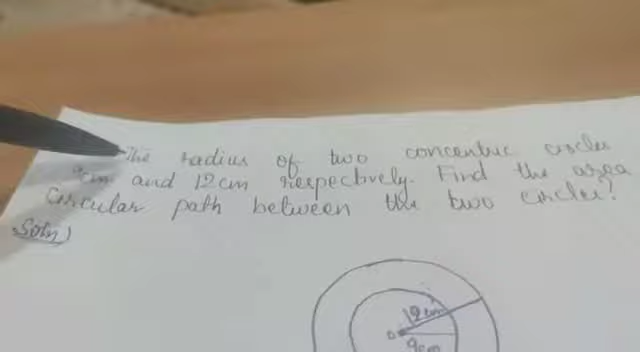 The radius of two concentric circles
9cm and 12cm respectively. Find the area
circular path between the two circles?
Soln)
12cm
O
9cm